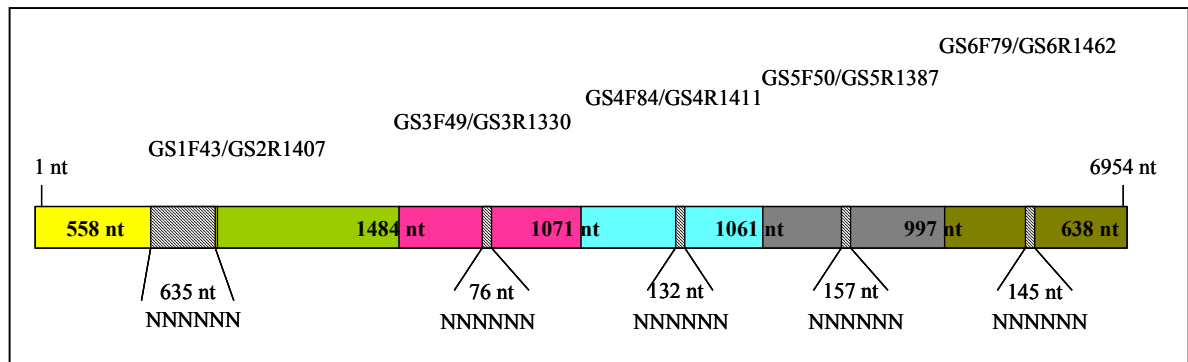 GS6F79/GS6R1462
GS5F50/GS5R1387
GS4F84/GS4R1411
GS3F49/GS3R1330
GS1F43/GS2R1407
1 nt
6954 nt
558 nt
1484 nt
1071 nt
1061 nt
997 nt
638 nt
635 nt
76 nt
132 nt
157 nt
145 nt
NNNNNN
NNNNNN
NNNNNN
NNNNNN
NNNNNN